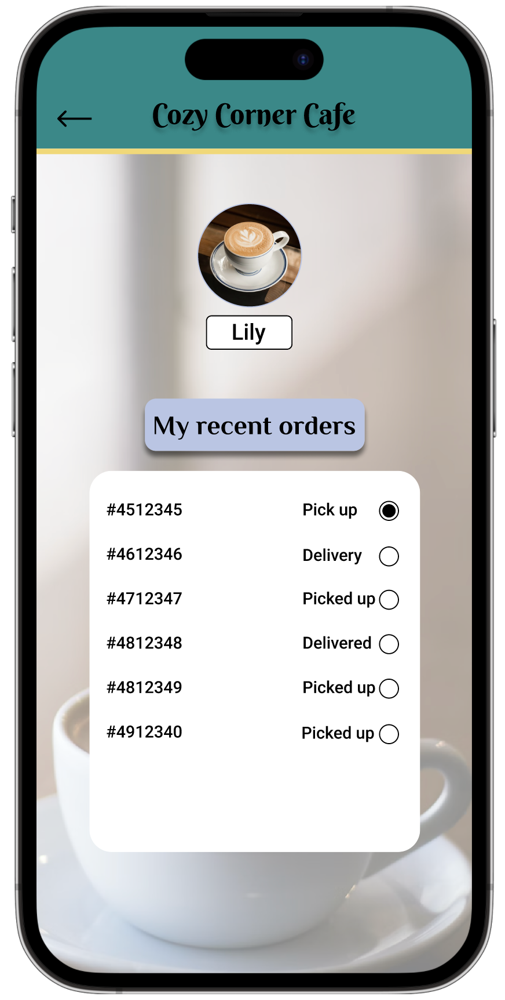 Cozy Corner Cafe
Lily
My recent orders
#4512345 Pick up
#4612346 Delivery
#4712347 Picked up
#4812348 Delivered
#4812349 Picked up
#4912340 Picked up